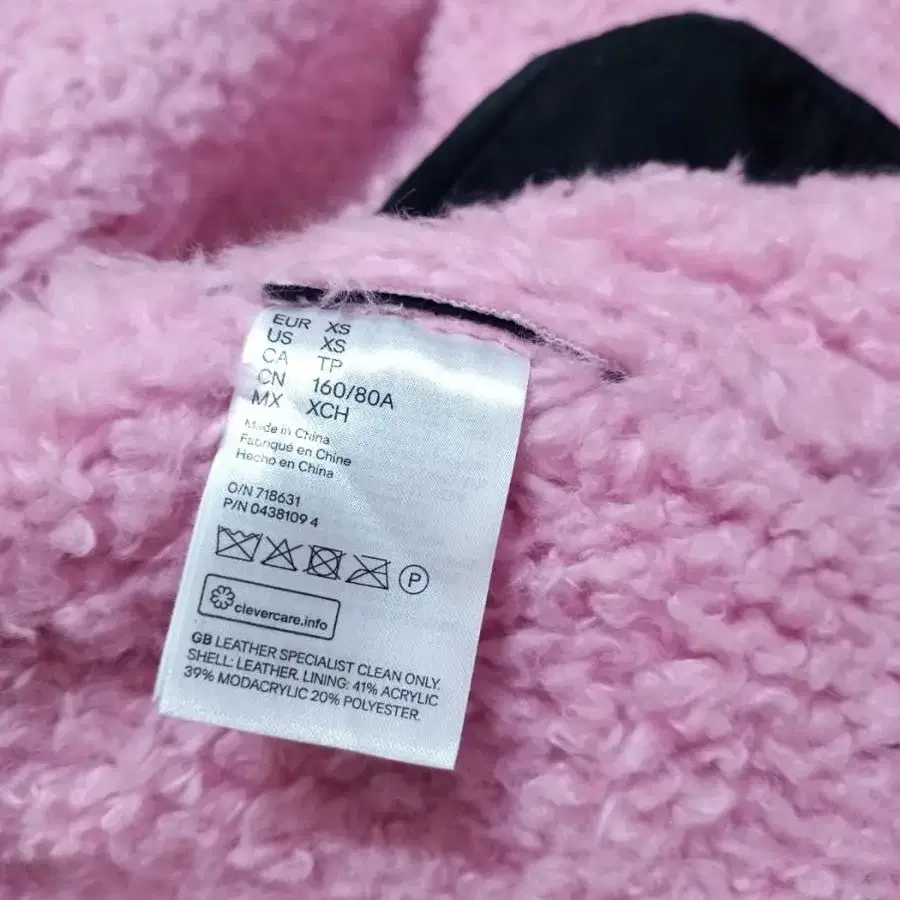 EUR XS
US XS
CA TP
CN 160/80A
MX XCH
Made in China
Fabriqué en Chine
Hecho en China
O/N 718631
P/N 0438109 4
P
clevercare.info
GB LEATHER SPECIALIST CLEAN ONLY.
SHELL: LEATHER. LINING: 41% ACRYLIC
39% MODACRYLIC 20% POLYESTER.